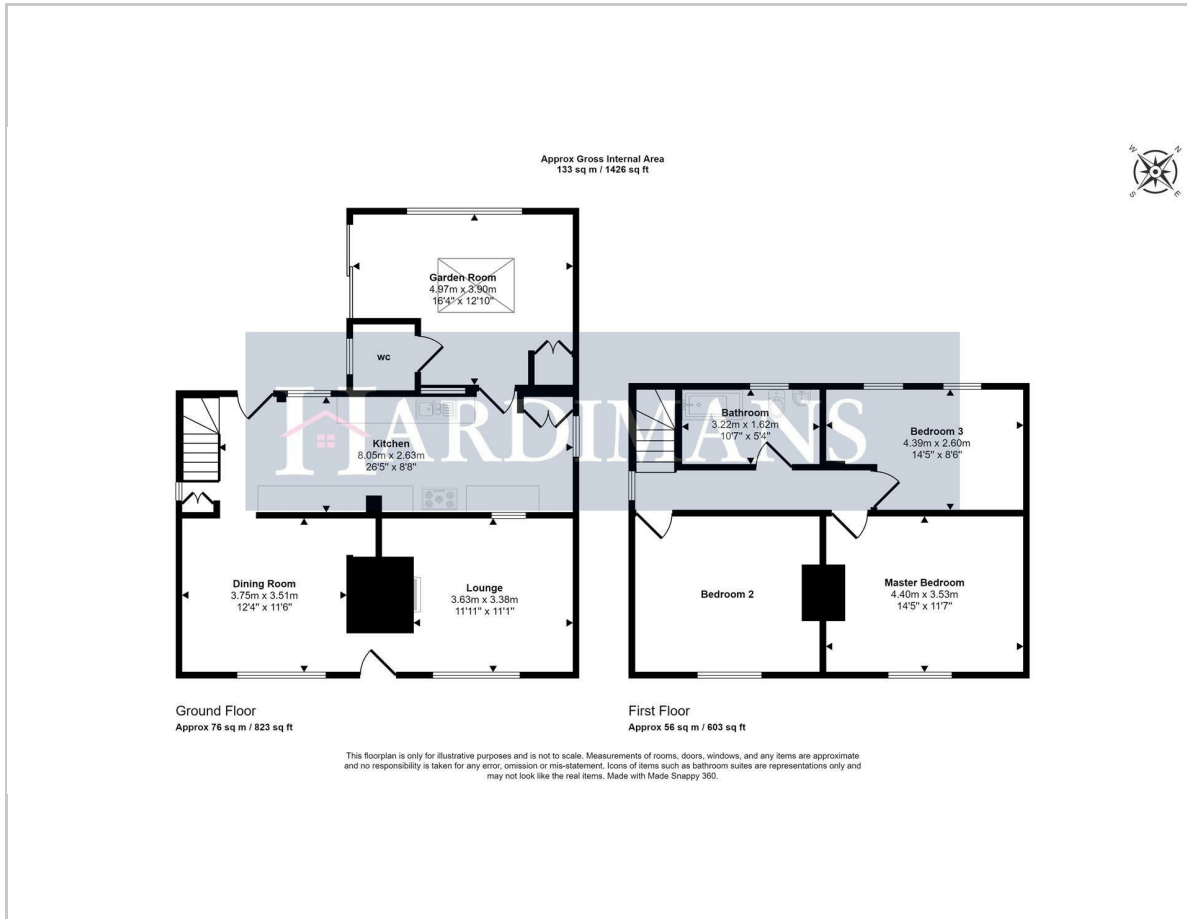 Approx Gross Internal Area
133 sq m / 1426 sq ft
W
N
S
E
Garden Room
4.97m x 3.90m
16'4" x 12'10"
wc
HARDIMANS
Kitchen
8.05m x 2.63m
26'5" x 8'8"
Bathroom
3.22m x 1.62m
10'7" x 5'4"
Bedroom 3
4.39m x 2.60m
14'5" x 8'6"
Dining Room
3.75m x 3.51m
12'4" x 11'6"
Lounge
3.63m x 3.38m
11'11" x 11'1"
Bedroom 2
Master Bedroom
4.40m x 3.53m
14'5" x 11'7"
Ground Floor
Approx 76 sq m / 823 sq ft
First Floor
Approx 56 sq m / 603 sq ft
This floorplan is only for illustrative purposes and is not to scale. Measurements of rooms, doors, windows, and any items are approximate
and no responsibility is taken for any error, omission or mis-statement. Icons of items such as bathroom suites are representations only and
may not look like the real items. Made with Made Snappy 360.